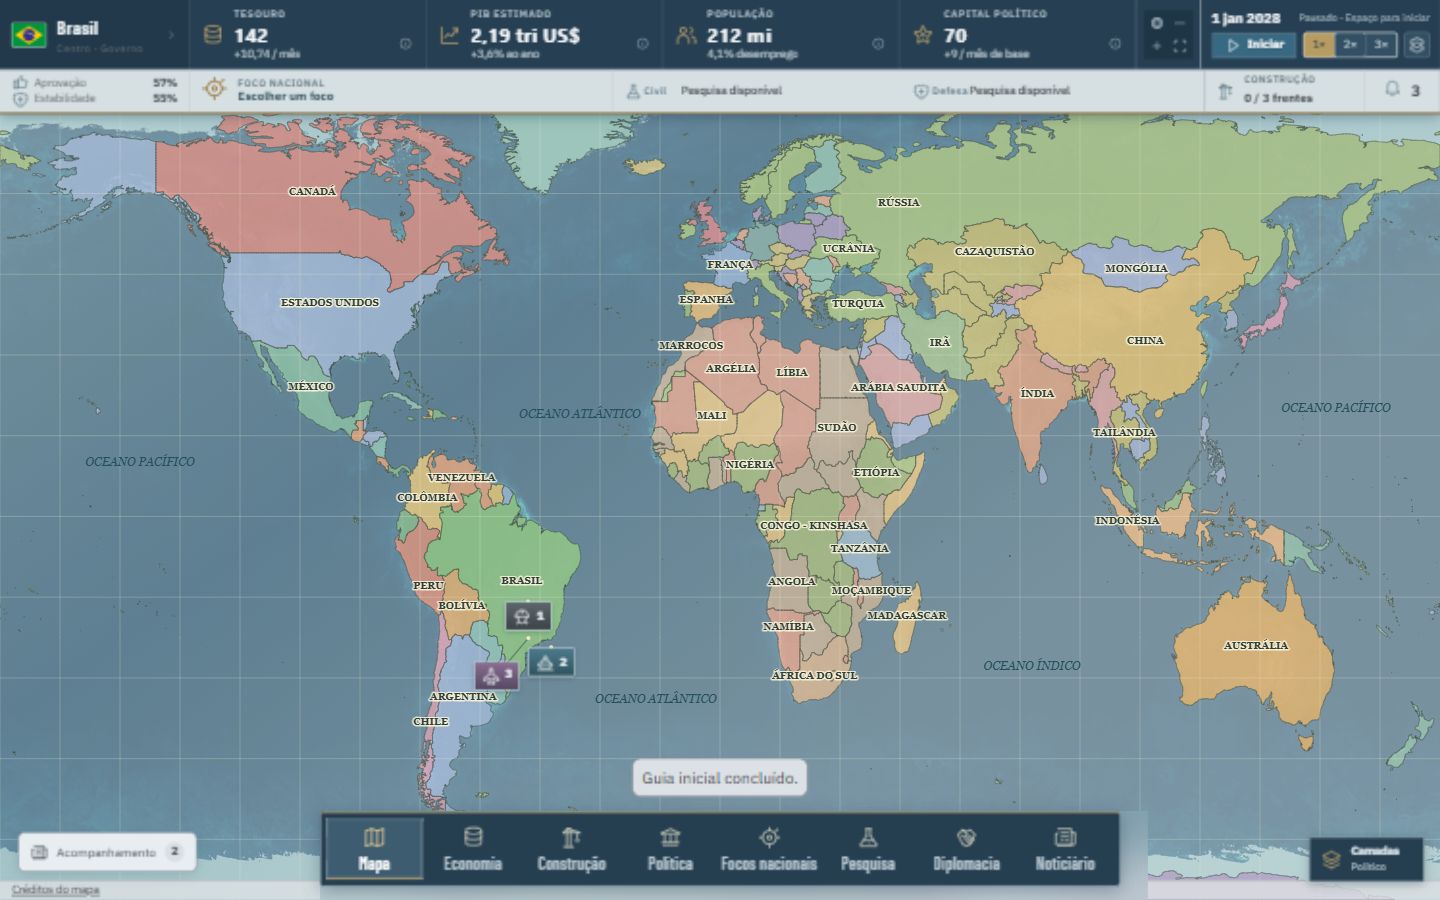 Brasil
Centro - Governo
TESOURO
142
+10,74 / mês
PIB ESTIMADO
2,19 tri US$
+3,6% ao ano
POPULAÇÃO
212 mi
4,1% desemprego
CAPITAL POLÍTICO
70
+9 / mês de base
1 jan 2028
Pausado - Espaço para iniciar
Iniciar
1×
2×
3×
Aprovação 57%
Estabilidade 55%
FOCO NACIONAL
Escolher um foco
Civil Pesquisa disponível
Defesa Pesquisa disponível
CONSTRUÇÃO
0 / 3 frentes
3
CANADÁ
RÚSSIA
UCRÂNIA
CAZAQUISTÃO
FRANÇA
MONGÓLIA
ESTADOS UNIDOS
ESPANHA
TURQUIA
MARROCOS
IRÃ
CHINA
ARGÉLIA
LÍBIA
MÉXICO
ARÁBIA SAUDITA
ÍNDIA
OCEANO ATLÂNTICO
MALI
OCEANO PACÍFICO
SUDÃO
TAILÂNDIA
OCEANO PACÍFICO
NIGÉRIA
ETIÓPIA
VENEZUELA
COLÔMBIA
CONGO - KINSHASA
INDONÉSIA
TANZÂNIA
BRASIL
ANGOLA
PERU
MOÇAMBIQUE
BOLÍVIA
MADAGASCAR
1
NAMÍBIA
AUSTRÁLIA
2
OCEANO ÍNDICO
3
ÁFRICA DO SUL
ARGENTINA
OCEANO ATLÂNTICO
CHILE
Guia inicial concluído.
Acompanhamento 2
Mapa
Economia
Construção
Política
Focos nacionais
Pesquisa
Diplomacia
Noticiário
Camadas
Político
Créditos do mapa